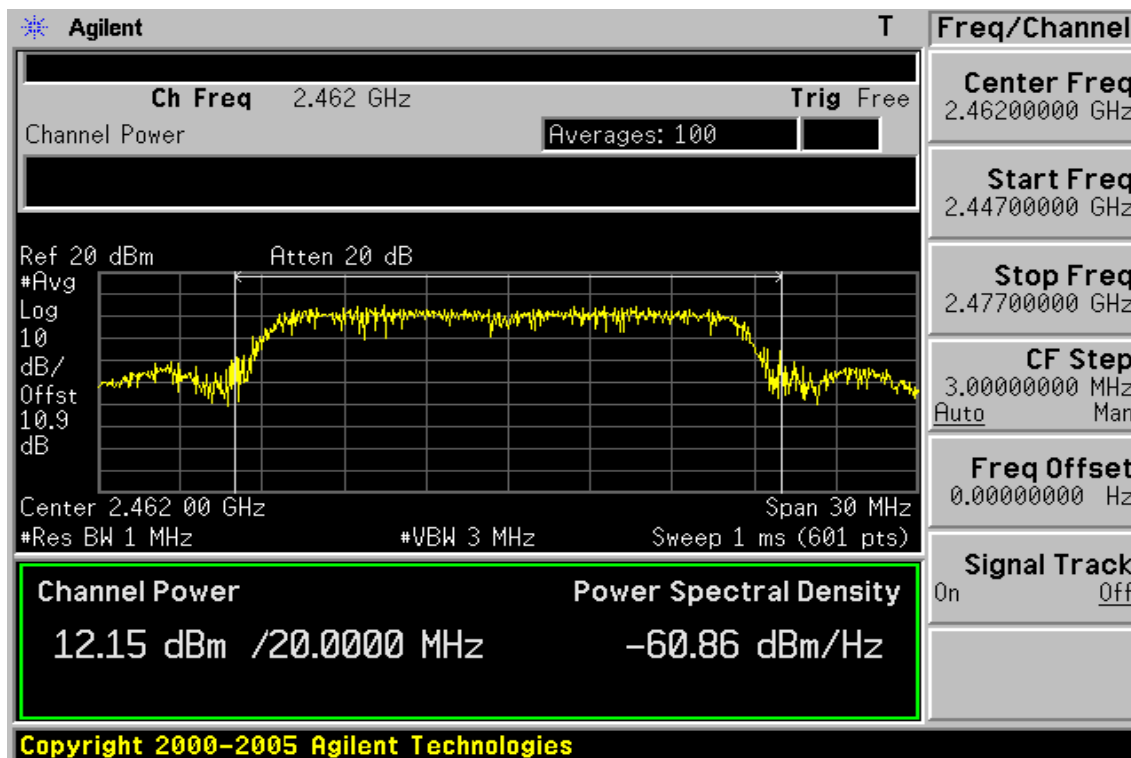 Agilent T
Ch Freq 2.462 GHz Trig Free
Channel Power Averages: 100
Ref 20 dBm Atten 20 dB
#Avg
Log
10
dB/
Offst
10.9
dB
Center 2.462 00 GHz Span 30 MHz
#Res BW 1 MHz #VBW 3 MHz Sweep 1 ms (601 pts)
Channel Power Power Spectral Density
12.15 dBm /20.0000 MHz -60.86 dBm/Hz
Copyright 2000-2005 Agilent Technologies
Freq/Channel
Center Freq
2.46200000 GHz
Start Freq
2.44700000 GHz
Stop Freq
2.47700000 GHz
CF Step
3.00000000 MHz
Auto Man
Freq Offset
0.00000000 Hz
Signal Track
On Off